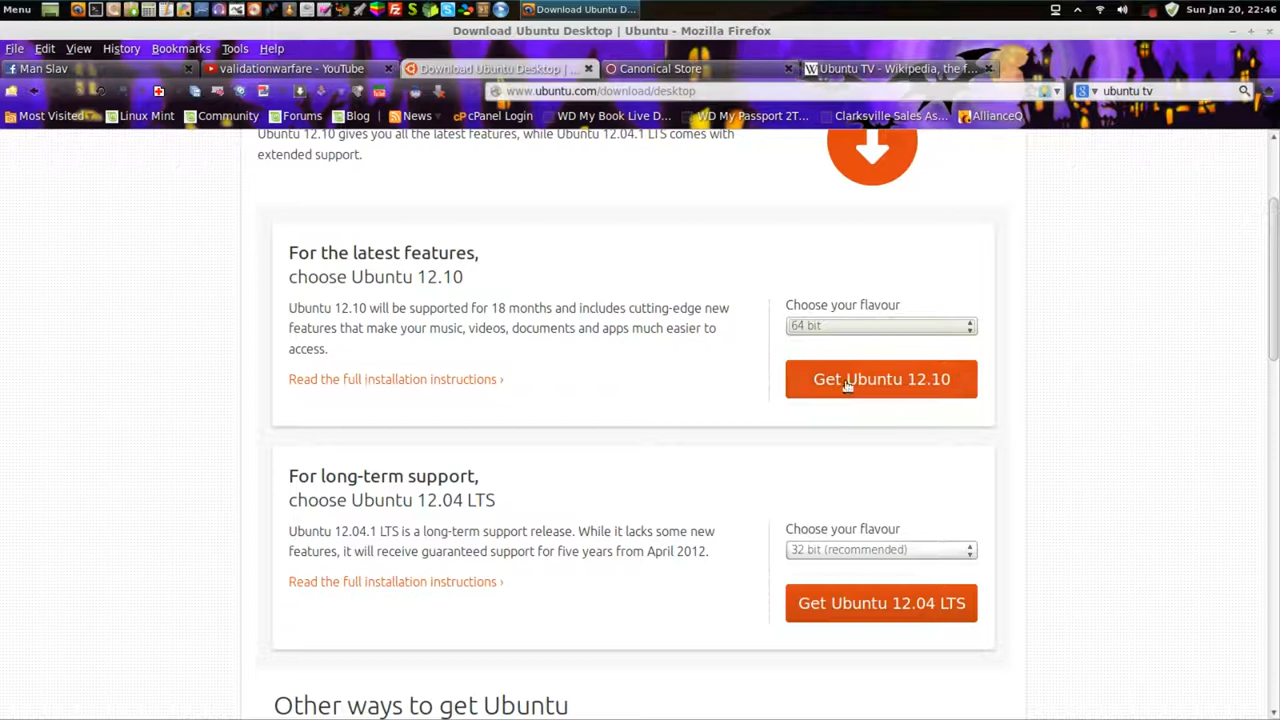 Menu
Download Ubuntu D...
Sun Jan 20, 22:46
Download Ubuntu Desktop | Ubuntu - Mozilla Firefox
File Edit View History Bookmarks Tools Help
Man Slav
validationwarfare - YouTube
Download Ubuntu Desktop | ...
Canonical Store
Ubuntu TV - Wikipedia, the f...
www.ubuntu.com/download/desktop
ubuntu tv
Most Visited
Linux Mint
Community
Forums
Blog
News
cPanel Login
WD My Book Live D...
WD My Passport 2T...
Clarksville Sales As...
AllianceQ
Ubuntu 12.10 gives you all the latest features, while Ubuntu 12.04.1 LTS comes with
extended support.
For the latest features,
choose Ubuntu 12.10
Ubuntu 12.10 will be supported for 18 months and includes cutting-edge new
features that make your music, videos, documents and apps much easier to
access.
Read the full installation instructions ›
Choose your flavour
64 bit
Get Ubuntu 12.10
For long-term support,
choose Ubuntu 12.04 LTS
Ubuntu 12.04.1 LTS is a long-term support release. While it lacks some new
features, it will receive guaranteed support for five years from April 2012.
Read the full installation instructions ›
Choose your flavour
32 bit (recommended)
Get Ubuntu 12.04 LTS
Other ways to get Ubuntu